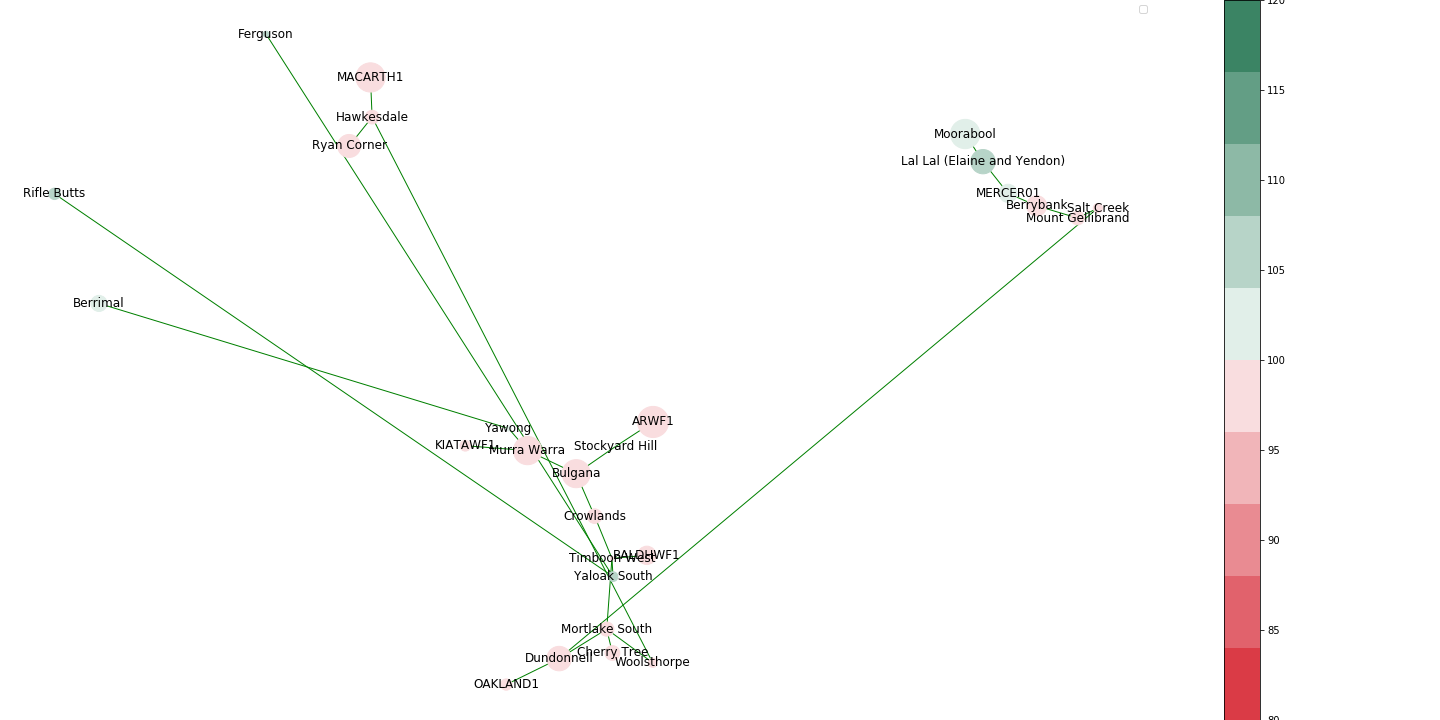 Ferguson
MACARTH1
Hawkesdale
Ryan Corner
Moorabool
Lal Lal (Elaine and Yendon)
MERCER01
Berrybank
Salt Creek
Mount Gellibrand
Rifle Butts
Berrimal
Yawong
KIATAWF1
Murra Warra
ARWF1
Stockyard Hill
Bulgana
Crowlands
BALDHWF1
Timboon West
Yaloak South
Mortlake South
Cherry Tree
Dundonnell
Woolsthorpe
OAKLAND1
120
115
110
105
100
95
90
85
80